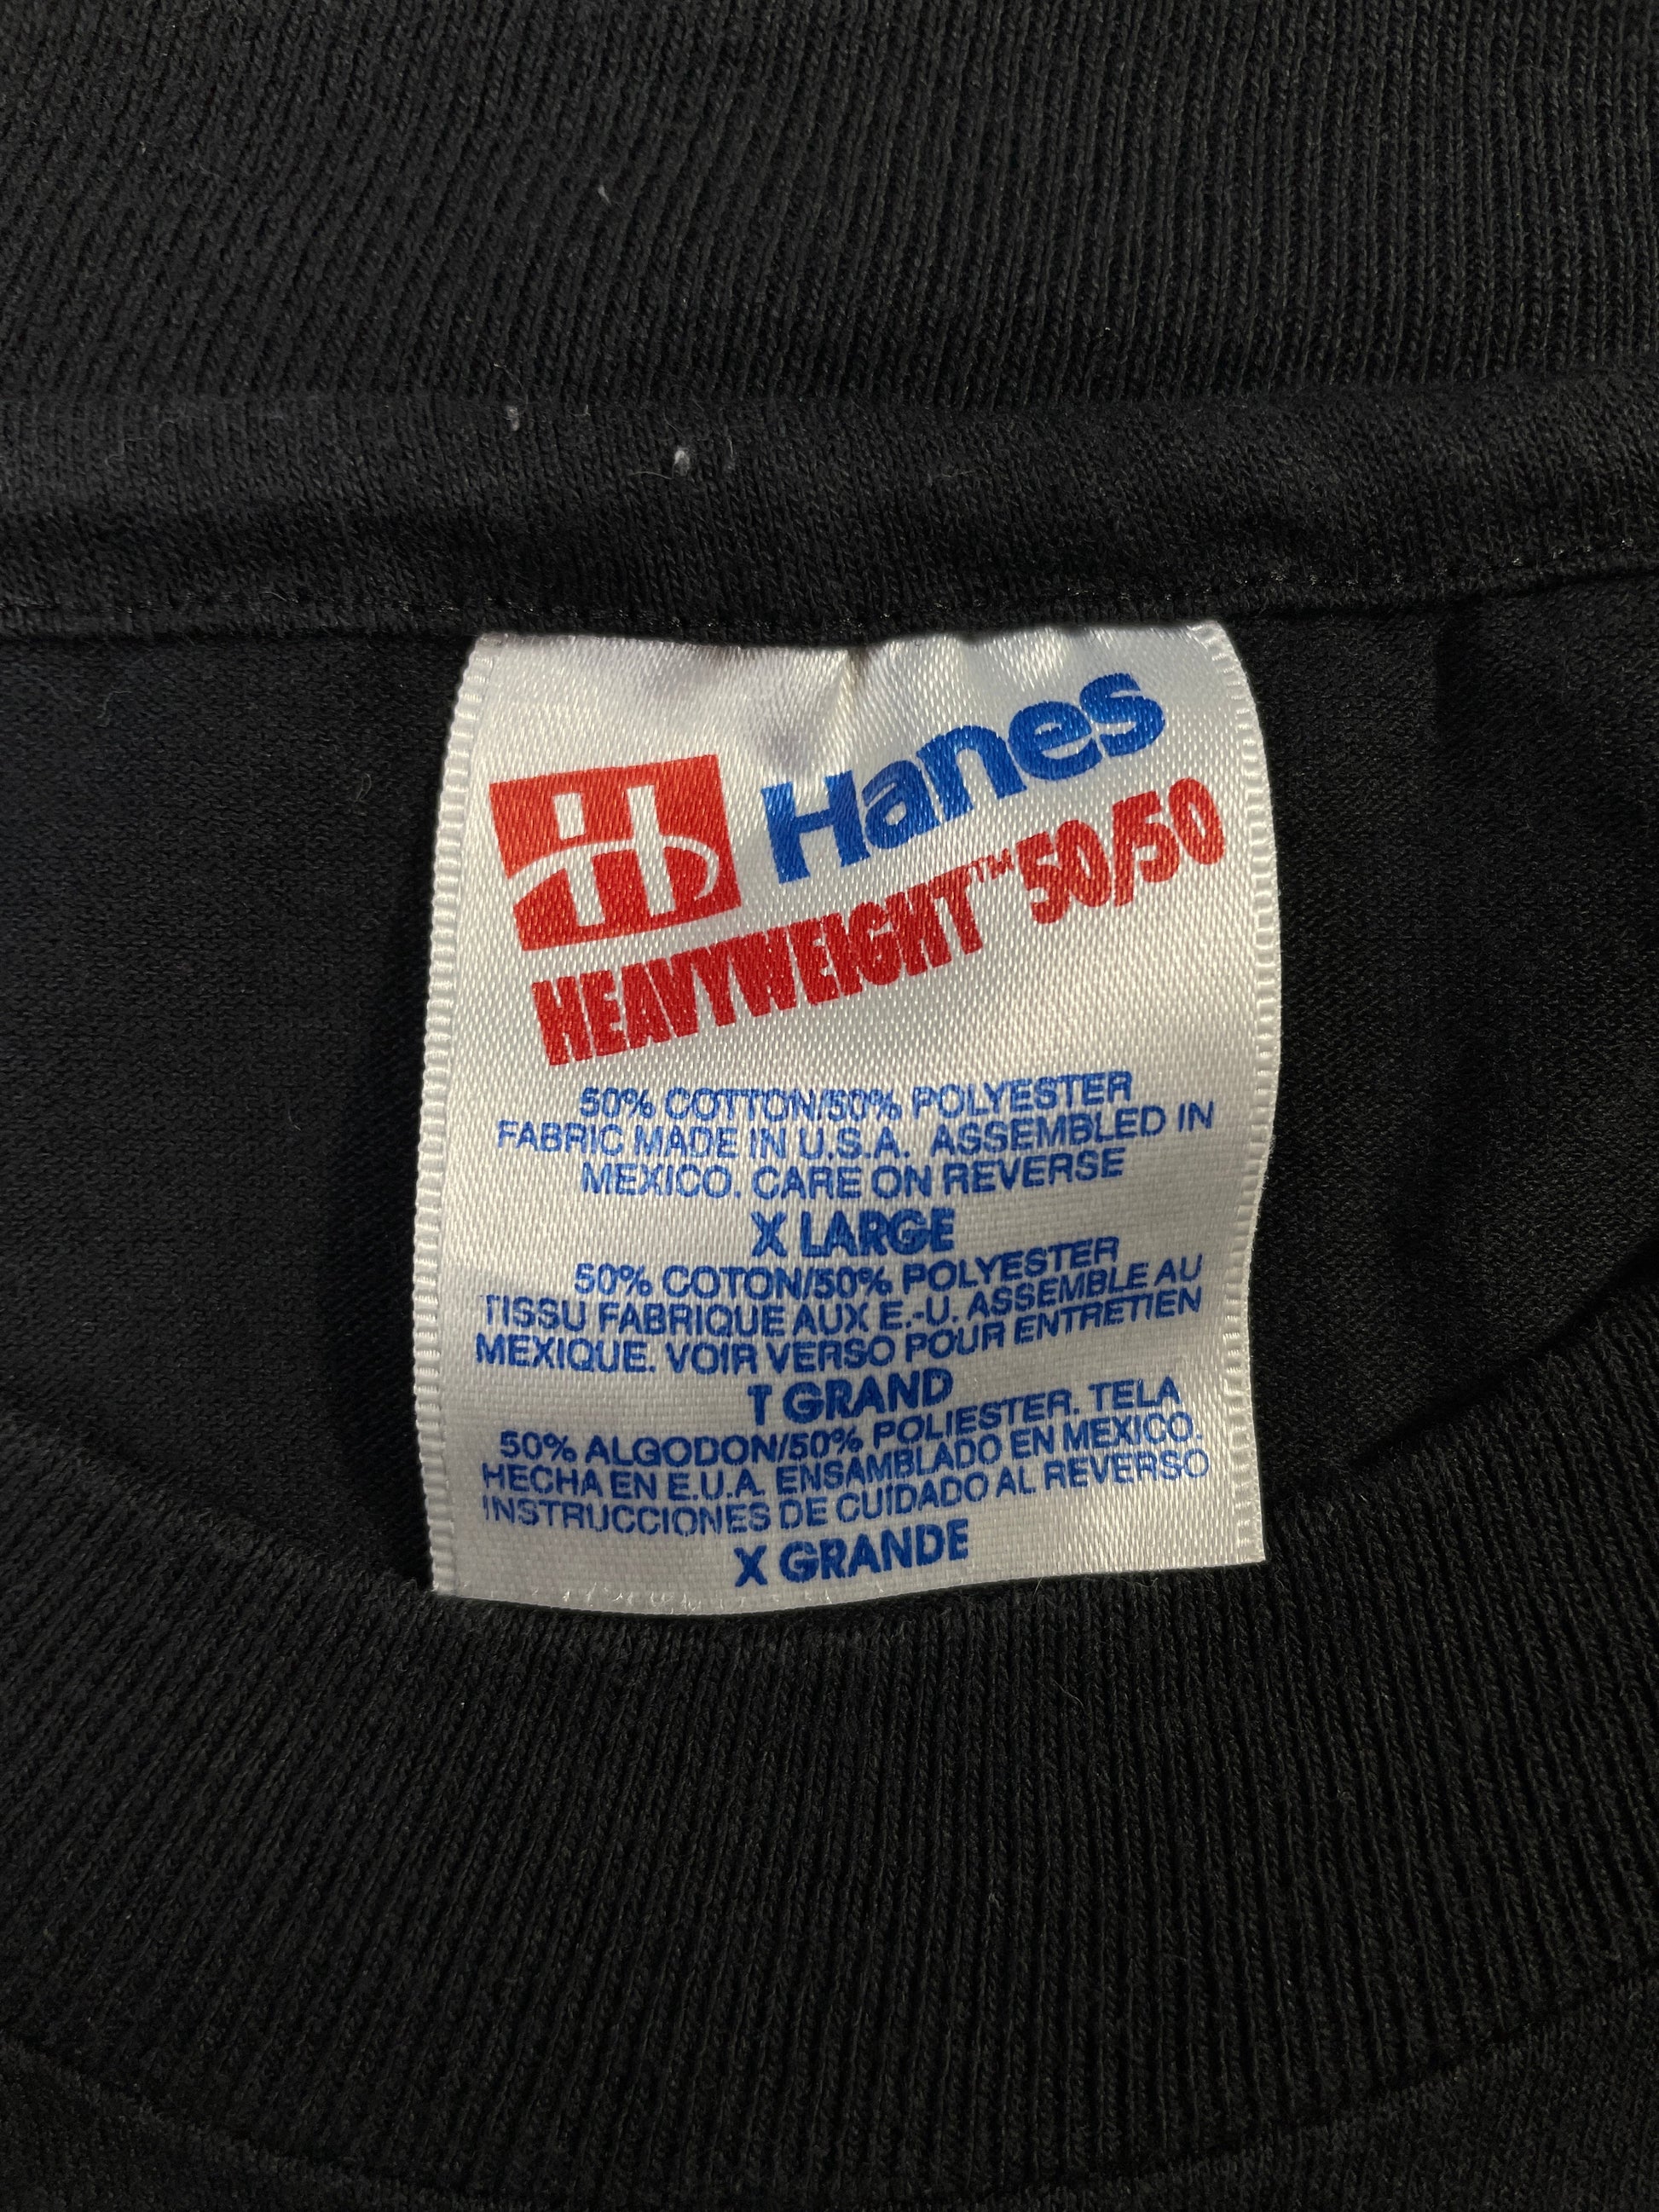 H Hanes
HEAVYWEIGHT™ 50/50
50% COTTON/50% POLYESTER
FABRIC MADE IN U.S.A. ASSEMBLED IN
MEXICO. CARE ON REVERSE
X LARGE
50% COTON/50% POLYESTER
TISSU FABRIQUE AUX E.-U. ASSEMBLE AU
MEXIQUE. VOIR VERSO POUR ENTRETIEN
T GRAND
50% ALGODON/50% POLIESTER. TELA
HECHA EN E.U.A. ENSAMBLADO EN MEXICO.
INSTRUCCIONES DE CUIDADO AL REVERSO
X GRANDE